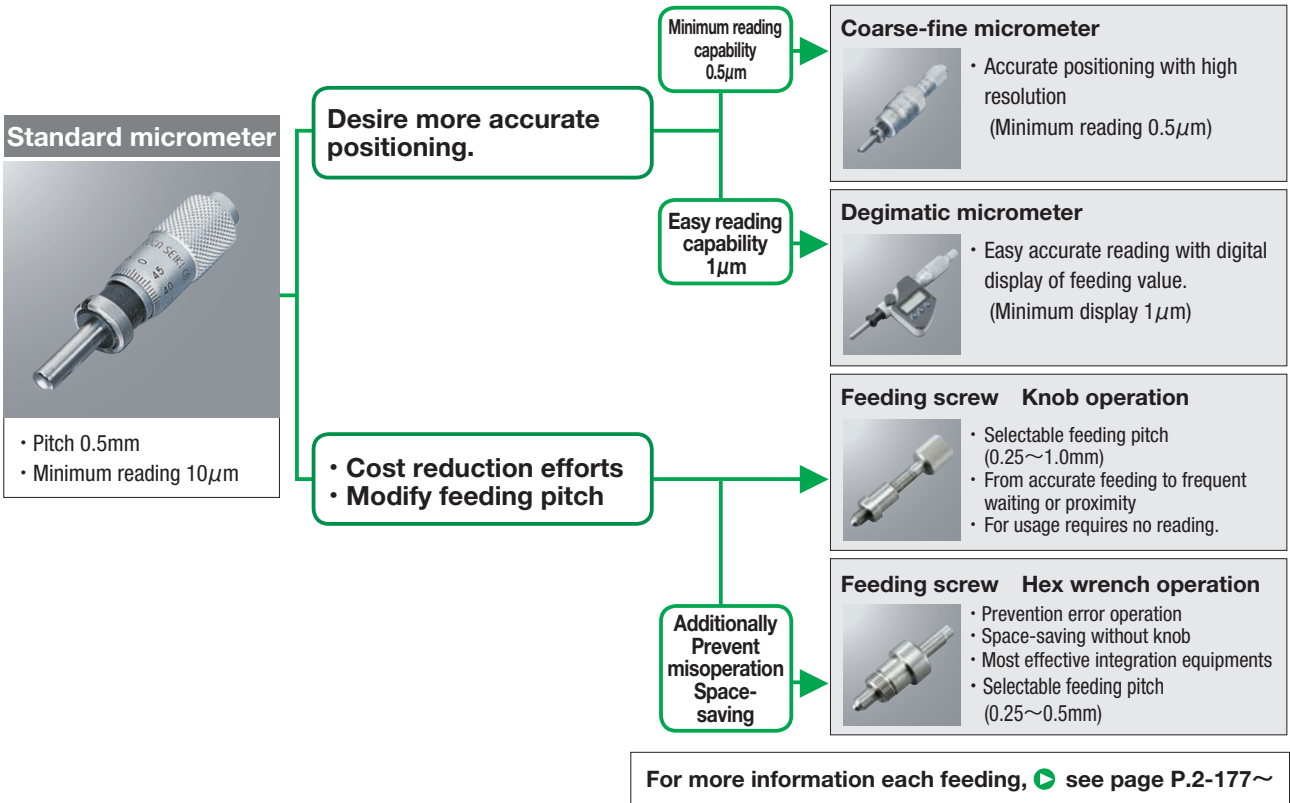 Standard micrometer
0 45 40
・Pitch 0.5mm
・Minimum reading 10μm
Desire more accurate
positioning.
Minimum reading
capability
0.5μm
Easy reading
capability
1μm
・Cost reduction efforts
・Modify feeding pitch
Additionally
Prevent
misoperation
Space-
saving
Coarse-fine micrometer
・Accurate positioning with high
resolution
(Minimum reading 0.5μm)
Degimatic micrometer
・Easy accurate reading with digital
display of feeding value.
(Minimum display 1μm)
Feeding screw Knob operation
・Selectable feeding pitch
(0.25～1.0mm)
・From accurate feeding to frequent
waiting or proximity
・For usage requires no reading.
Feeding screw Hex wrench operation
・Prevention error operation
・Space-saving without knob
・Most effective integration equipments
・Selectable feeding pitch
(0.25～0.5mm)
For more information each feeding, see page P.2-177～